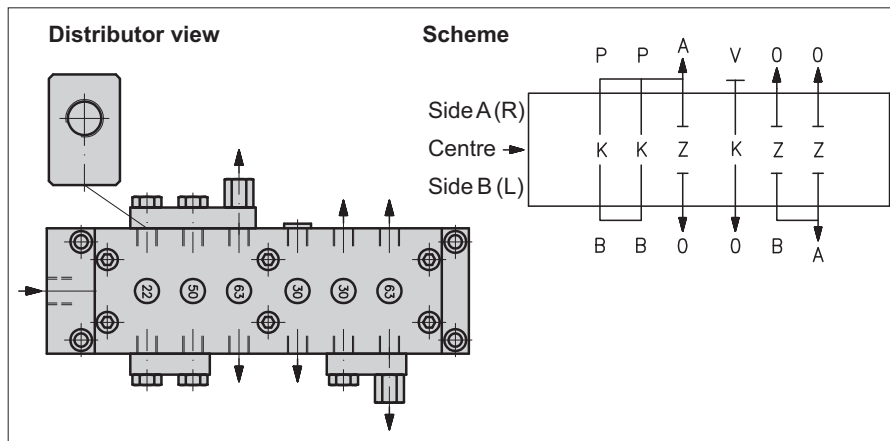 Distributor view
Scheme
P P A V 0 0
Side A (R)
Centre K K Z K Z Z
Side B (L)
B B 0 0 B A
22 50 63 30 30 63